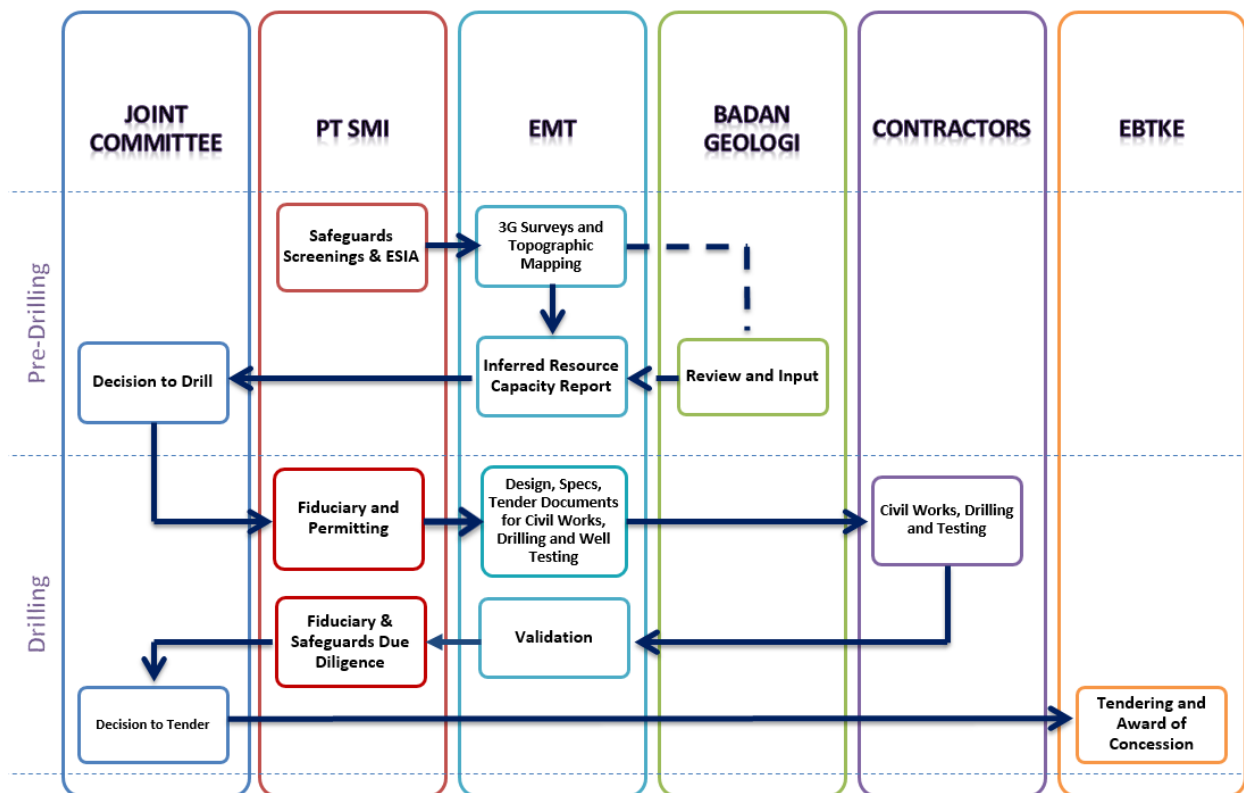 JOINT
COMMITTEE
PT SMI
EMT
BADAN
GEOLOGI
CONTRACTORS
EBTKE
Pre-Drilling
Safeguards
Screenings & ESIA
3G Surveys and
Topographic
Mapping
Decision to Drill
Inferred Resource
Capacity Report
Review and Input
Drilling
Fiduciary and
Permitting
Design, Specs,
Tender Documents
for Civil Works,
Drilling and Well
Testing
Civil Works, Drilling
and Testing
Fiduciary &
Safeguards Due
Diligence
Validation
Decision to Tender
Tendering and
Award of
Concession